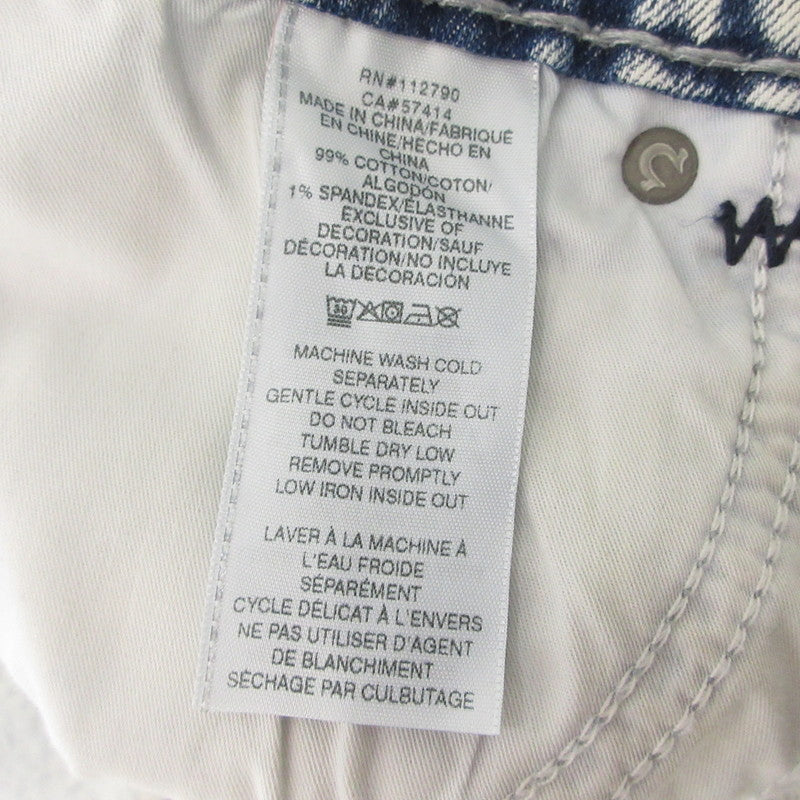 RN#112790
CA#57414
MADE IN CHINA/FABRIQUÉ
EN CHINE/HECHO EN
CHINA
99% COTTON/COTON/
ALGODON
1% SPANDEX/ÉLASTHANNE
EXCLUSIVE OF
DECORATION/SAUF
DÉCORATION/NO INCLUYE
LA DECORACIÓN
30
MACHINE WASH COLD
SEPARATELY
GENTLE CYCLE INSIDE OUT
DO NOT BLEACH
TUMBLE DRY LOW
REMOVE PROMPTLY
LOW IRON INSIDE OUT
LAVER À LA MACHINE À
L'EAU FROIDE
SÉPARÉMENT
CYCLE DÉLICAT À L'ENVERS
NE PAS UTILISER D'AGENT
DE BLANCHIMENT
SÉCHAGE PAR CULBUTAGE